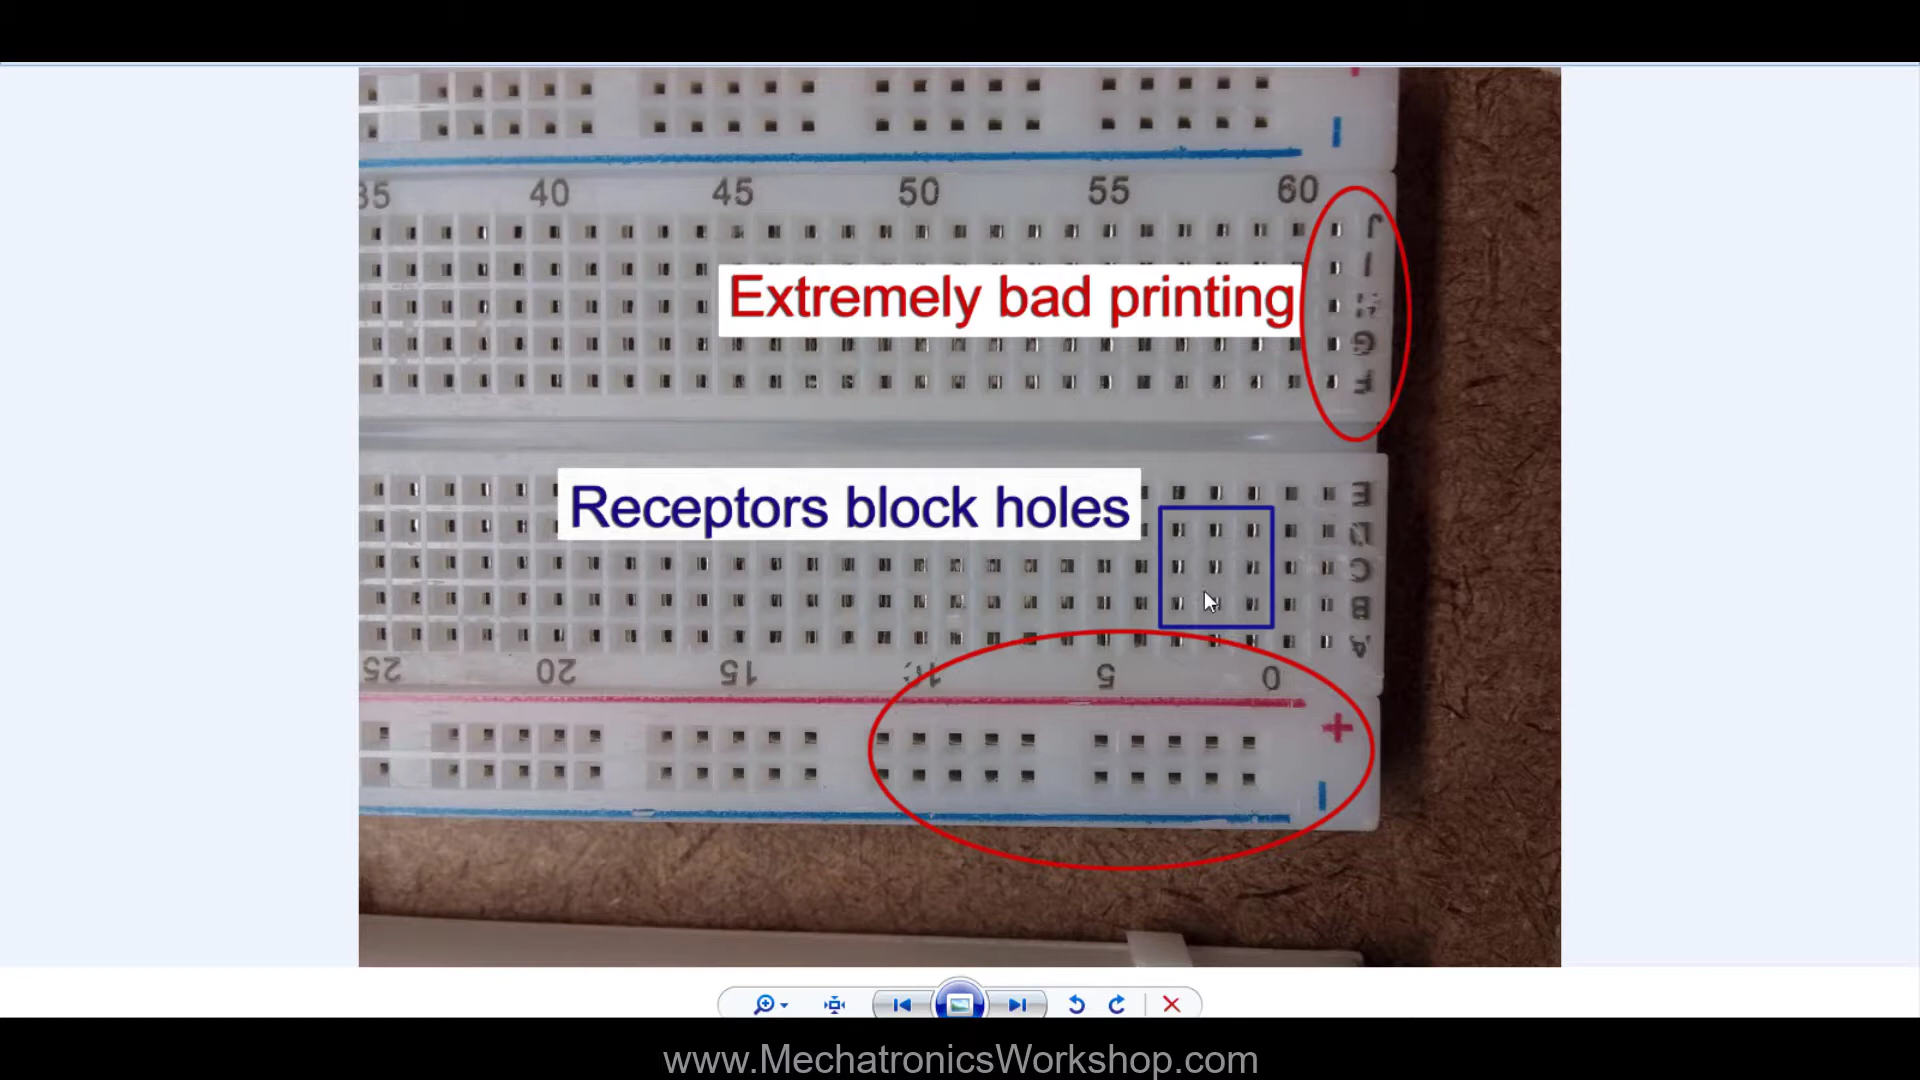 +
-
35 40 45 50 55 60
J
I
Extremely bad printing
G
F
Receptors block holes
E
C
B
A
25 20 15 5 0
+
-
www.MechatronicsWorkshop.com